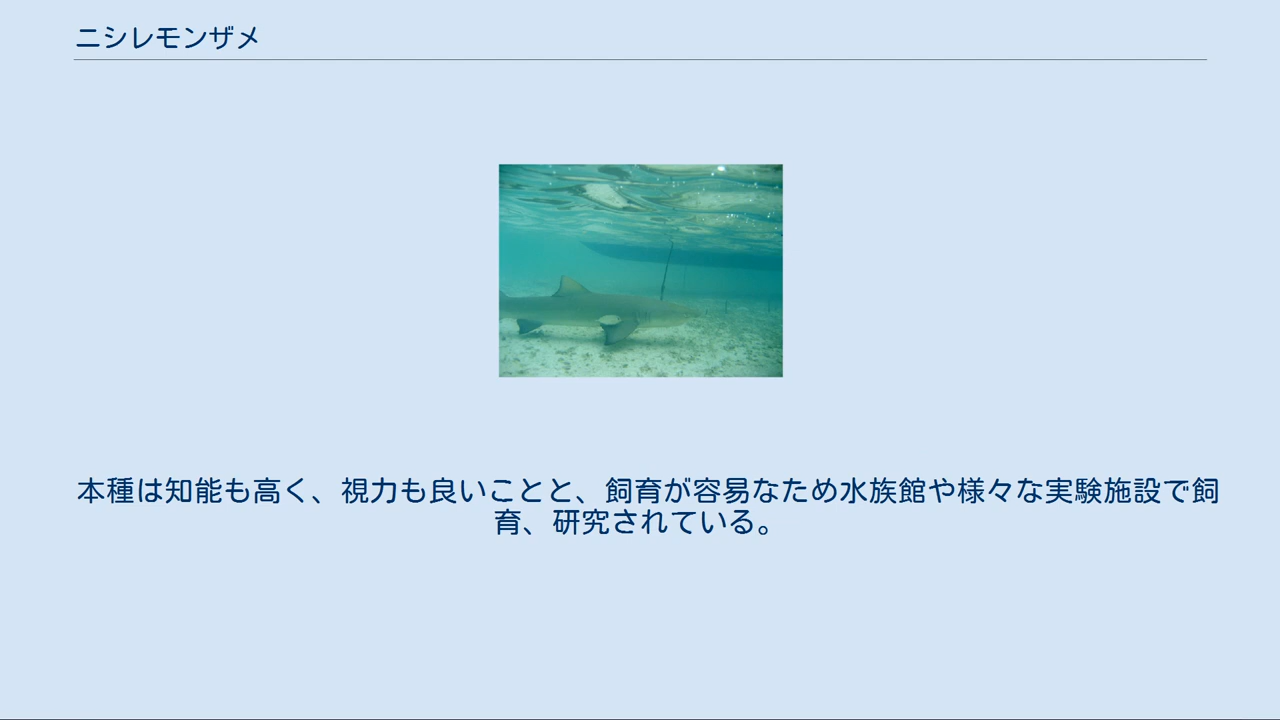 ニシレモンザメ
本種は知能も高く、視力も良いことと、飼育が容易なため水族館や様々な実験施設で飼
育、研究されている。